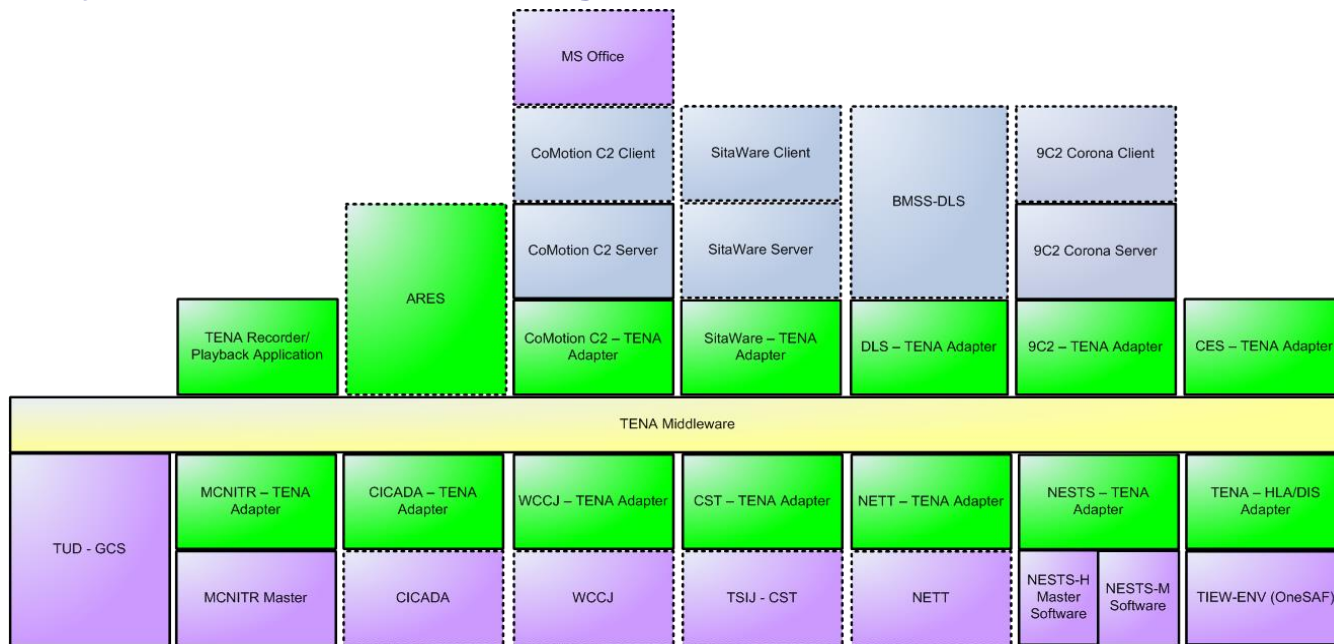 MS Office
CoMotion C2 Client
SitaWare Client
BMSS-DLS
9C2 Corona Client
ARES
CoMotion C2 Server
SitaWare Server
9C2 Corona Server
TENA Recorder/
Playback Application
CoMotion C2 – TENA
Adapter
SitaWare – TENA
Adapter
DLS – TENA Adapter
9C2 – TENA Adapter
CES – TENA Adapter
TENA Middleware
TUD - GCS
MCNITR – TENA
Adapter
CICADA – TENA
Adapter
WCCJ – TENA Adapter
CST – TENA Adapter
NETT – TENA Adapter
NESTS – TENA
Adapter
TENA – HLA/DIS
Adapter
MCNITR Master
CICADA
WCCJ
TSIJ - CST
NETT
NESTS-H
Master
Software
NESTS-M
Software
TIEW-ENV (OneSAF)